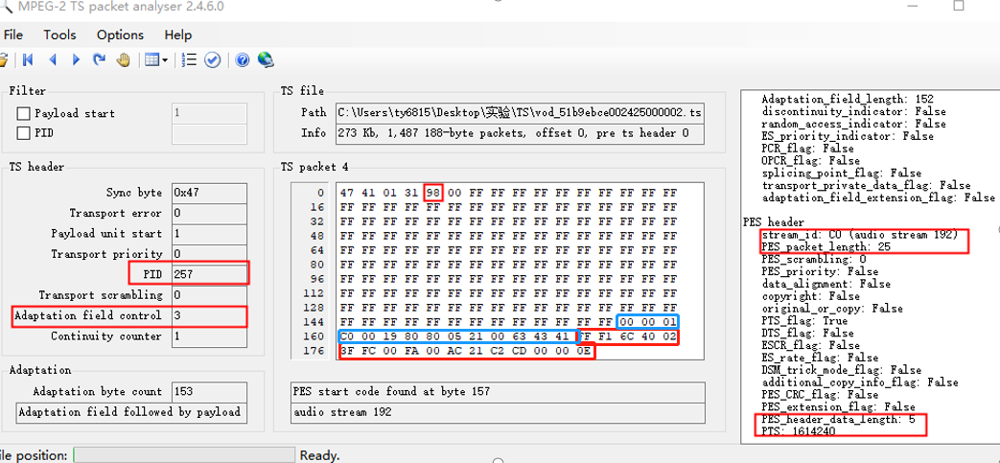 MPEG-2 TS packet analyser 2.4.6.0
File Tools Options Help
Filter
Payload start 1
PID
TS file
Path C:\Users\ty6815\Desktop\实验\TS\vod_51b9ebce002425000002.ts
Info 273 Kb, 1,487 188-byte packets, offset 0, pre ts header 0
TS header
Sync byte 0x47
Transport error 0
Payload unit start 1
Transport priority 0
PID 257
Transport scrambling 0
Adaptation field control 3
Continuity counter 1
Adaptation
Adaptation byte count 153
Adaptation field followed by payload
TS packet 4
0 47 41 01 31 98 00 FF FF FF FF FF FF FF FF FF FF
16 FF FF FF FF FF FF FF FF FF FF FF FF FF FF FF FF
32 FF FF FF FF FF FF FF FF FF FF FF FF FF FF FF FF
48 FF FF FF FF FF FF FF FF FF FF FF FF FF FF FF FF
64 FF FF FF FF FF FF FF FF FF FF FF FF FF FF FF FF
80 FF FF FF FF FF FF FF FF FF FF FF FF FF FF FF FF
96 FF FF FF FF FF FF FF FF FF FF FF FF FF FF FF FF
112 FF FF FF FF FF FF FF FF FF FF FF FF FF FF FF FF
128 FF FF FF FF FF FF FF FF FF FF FF FF FF FF FF FF
144 FF FF FF FF FF FF FF FF FF FF FF FF FF 00 00 01
160 C0 00 19 80 80 05 21 00 63 43 41 FF F1 6C 40 02
176 3F FC 00 FA 00 AC 21 C2 CD 00 00 0E
PES start code found at byte 157
audio stream 192
Adaptation_field_length: 152
discontinuity_indicator: False
random_access_indicator: False
ES_priority_indicator: False
PCR_flag: False
OPCR_flag: False
splicing_point_flag: False
transport_private_data_flag: False
adaptation_field_extension_flag: False
PES header
stream_id: C0 (audio stream 192)
PES_packet_length: 25
PES_scrambling: 0
PES_priority: False
data_alignment: False
copyright: False
original_or_copy: False
PTS_flag: True
DTS_flag: False
ESCR_flag: False
ES_rate_flag: False
DSM_trick_mode_flag: False
additional_copy_info_flag: False
PES_CRC_flag: False
PES_extension_flag: False
PES_header_data_length: 5
PTS: 1614240
ile position: Ready.